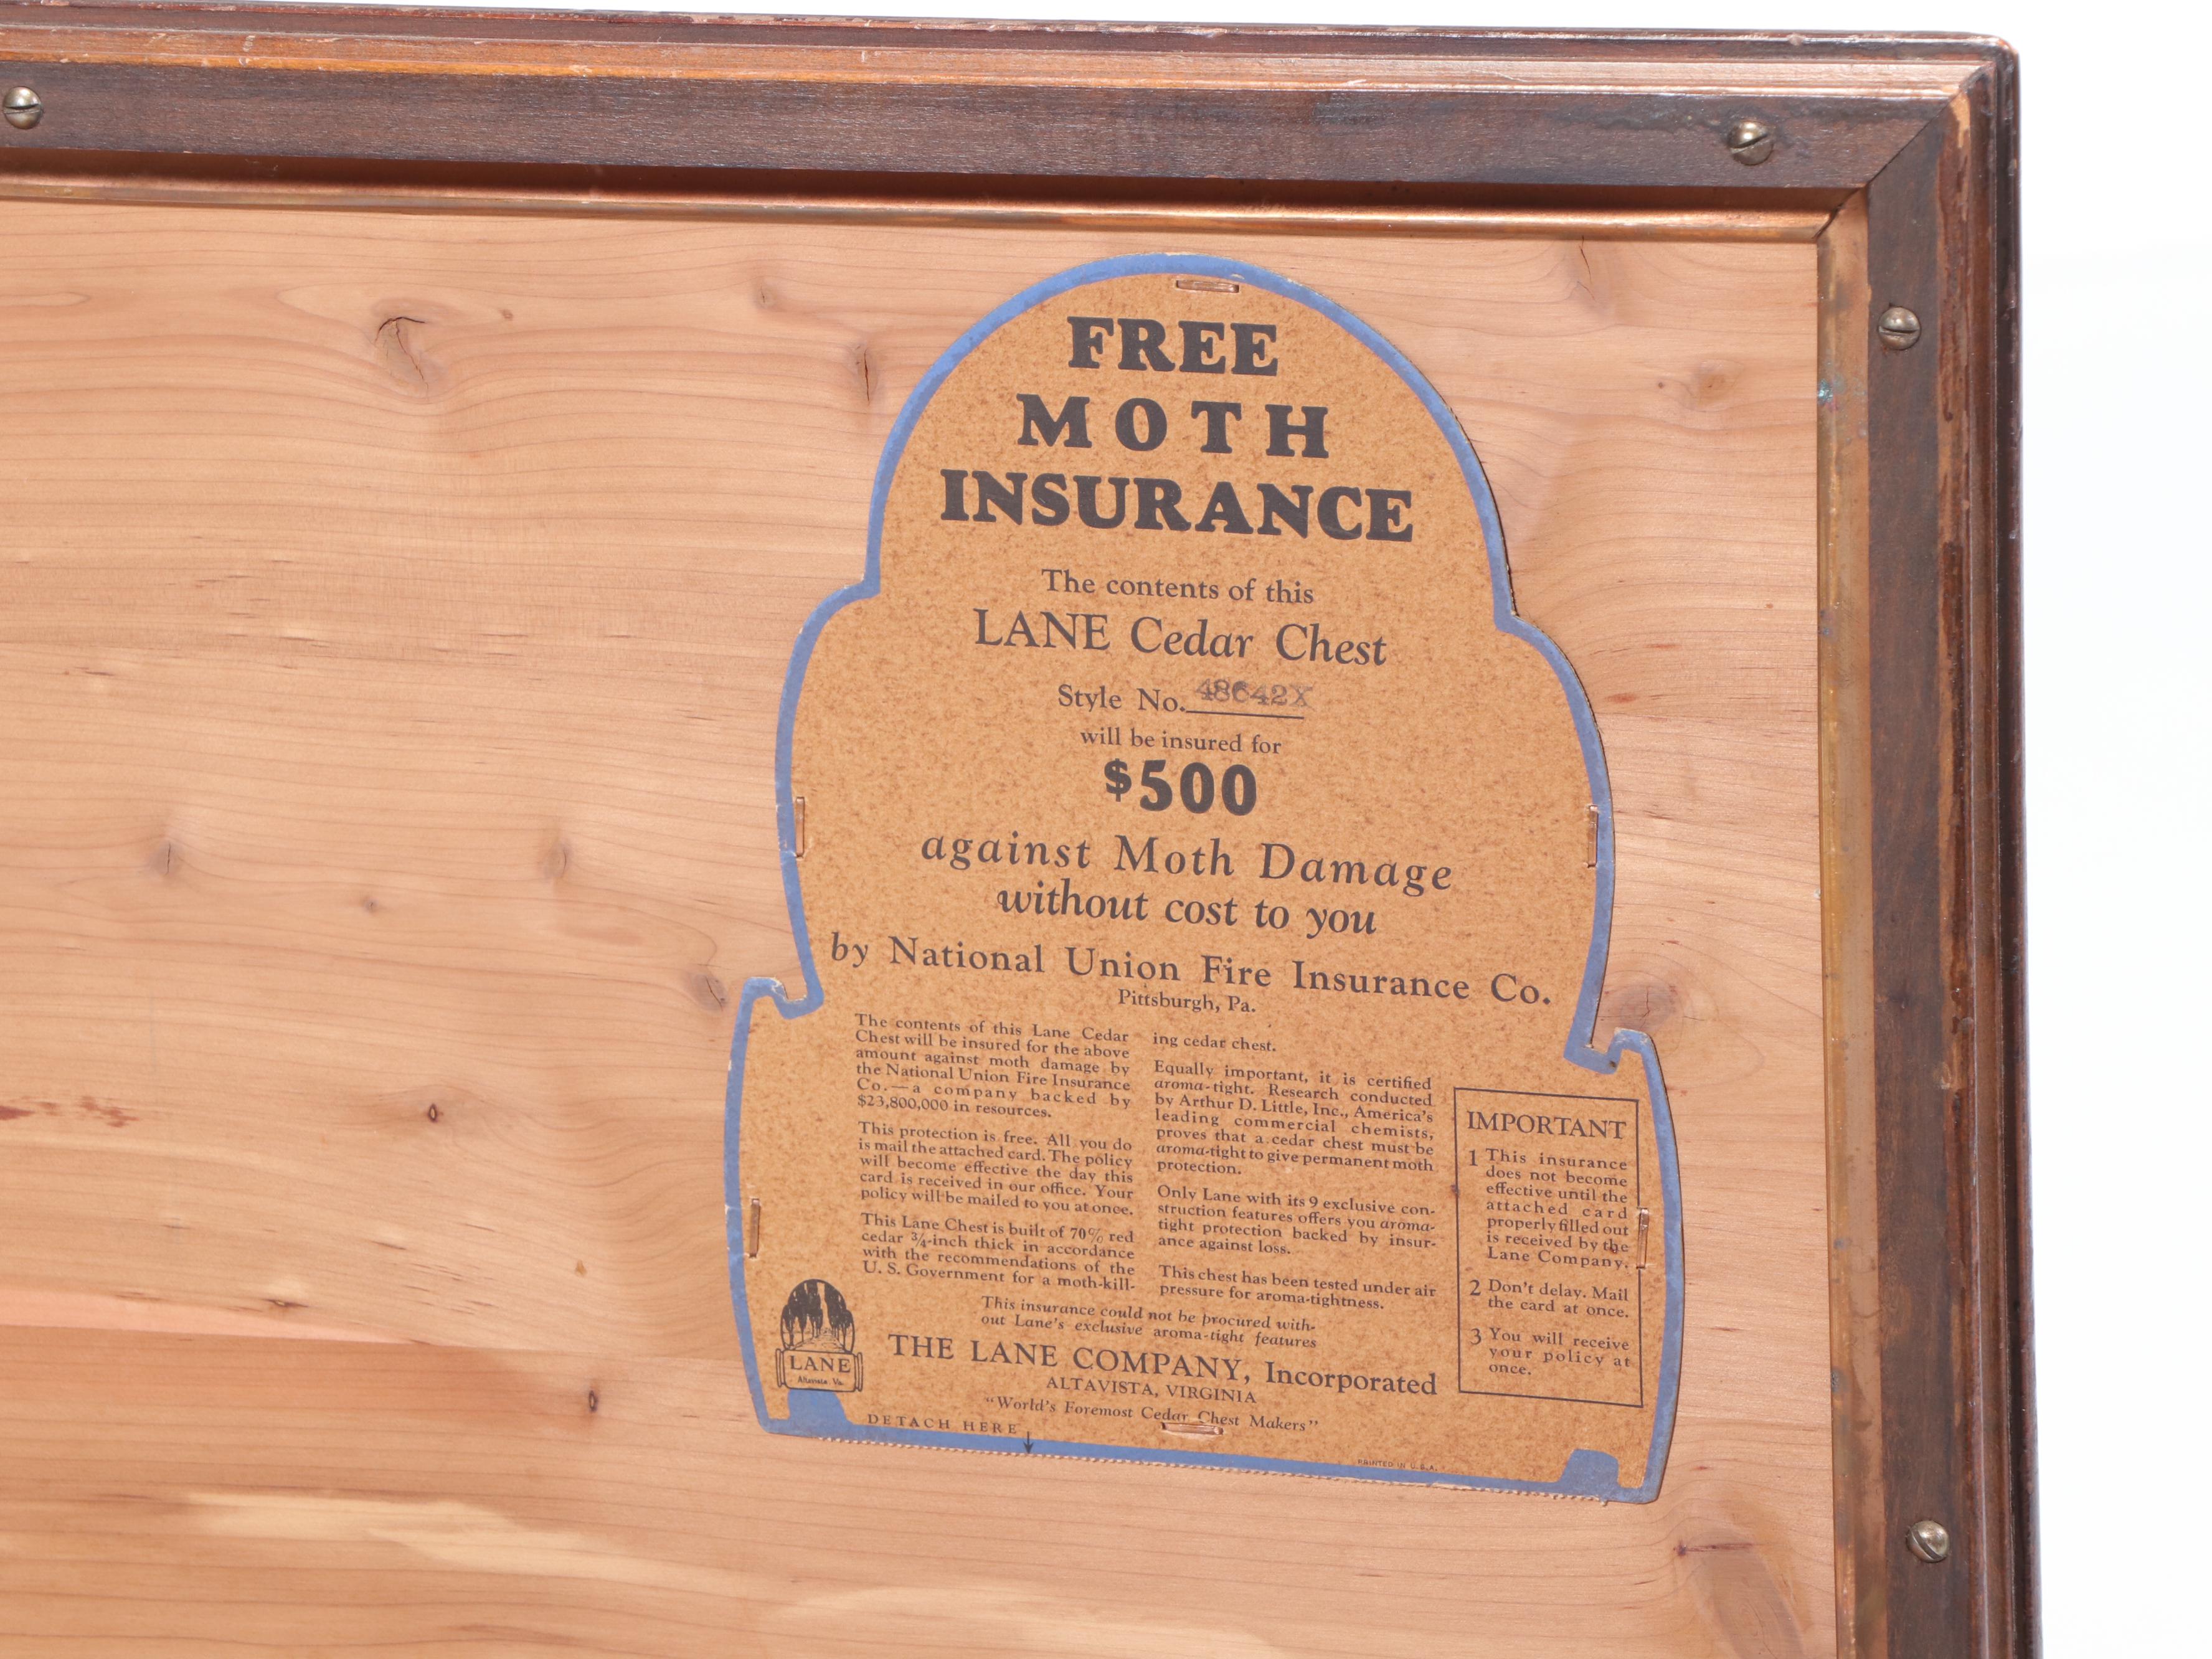 FREE
MOTH
INSURANCE
The contents of this
LANE Cedar Chest
Style No. 48642X
will be insured for
$500
against Moth Damage
without cost to you
by National Union Fire Insurance Co.
Pittsburgh, Pa.
The contents of this Lane Cedar
Chest will be insured for the above
amount against moth damage by
the National Union Fire Insurance
Co.—a company backed by
$23,800,000 in resources.
This protection is free. All you do
is mail the attached card. The policy
will become effective the day this
card is received in our office. Your
policy will be mailed to you at once.
This Lane Chest is built of 70% red
cedar ¾-inch thick in accordance
with the recommendations of the
U. S. Government for a moth-kill-
ing cedar chest.
Equally important, it is certified
aroma-tight. Research conducted
by Arthur D. Little, Inc., America's
leading commercial chemists,
proves that a cedar chest must be
aroma-tight to give permanent moth
protection.
Only Lane with its 9 exclusive con-
struction features offers you aroma-
tight protection backed by insur-
ance against loss.
This chest has been tested under air
pressure for aroma-tightness.
IMPORTANT
1 This insurance
does not become
effective until the
attached card
properly filled out
is received by the
Lane Company.
2 Don't delay. Mail
the card at once.
3 You will receive
your policy at
once.
This insurance could not be procured with-
out Lane's exclusive aroma-tight features
THE LANE COMPANY, Incorporated
ALTAVISTA, VIRGINIA
"World's Foremost Cedar Chest Makers"
LANE
Altavista Va.
DETACH HERE
PRINTED IN U.S.A.